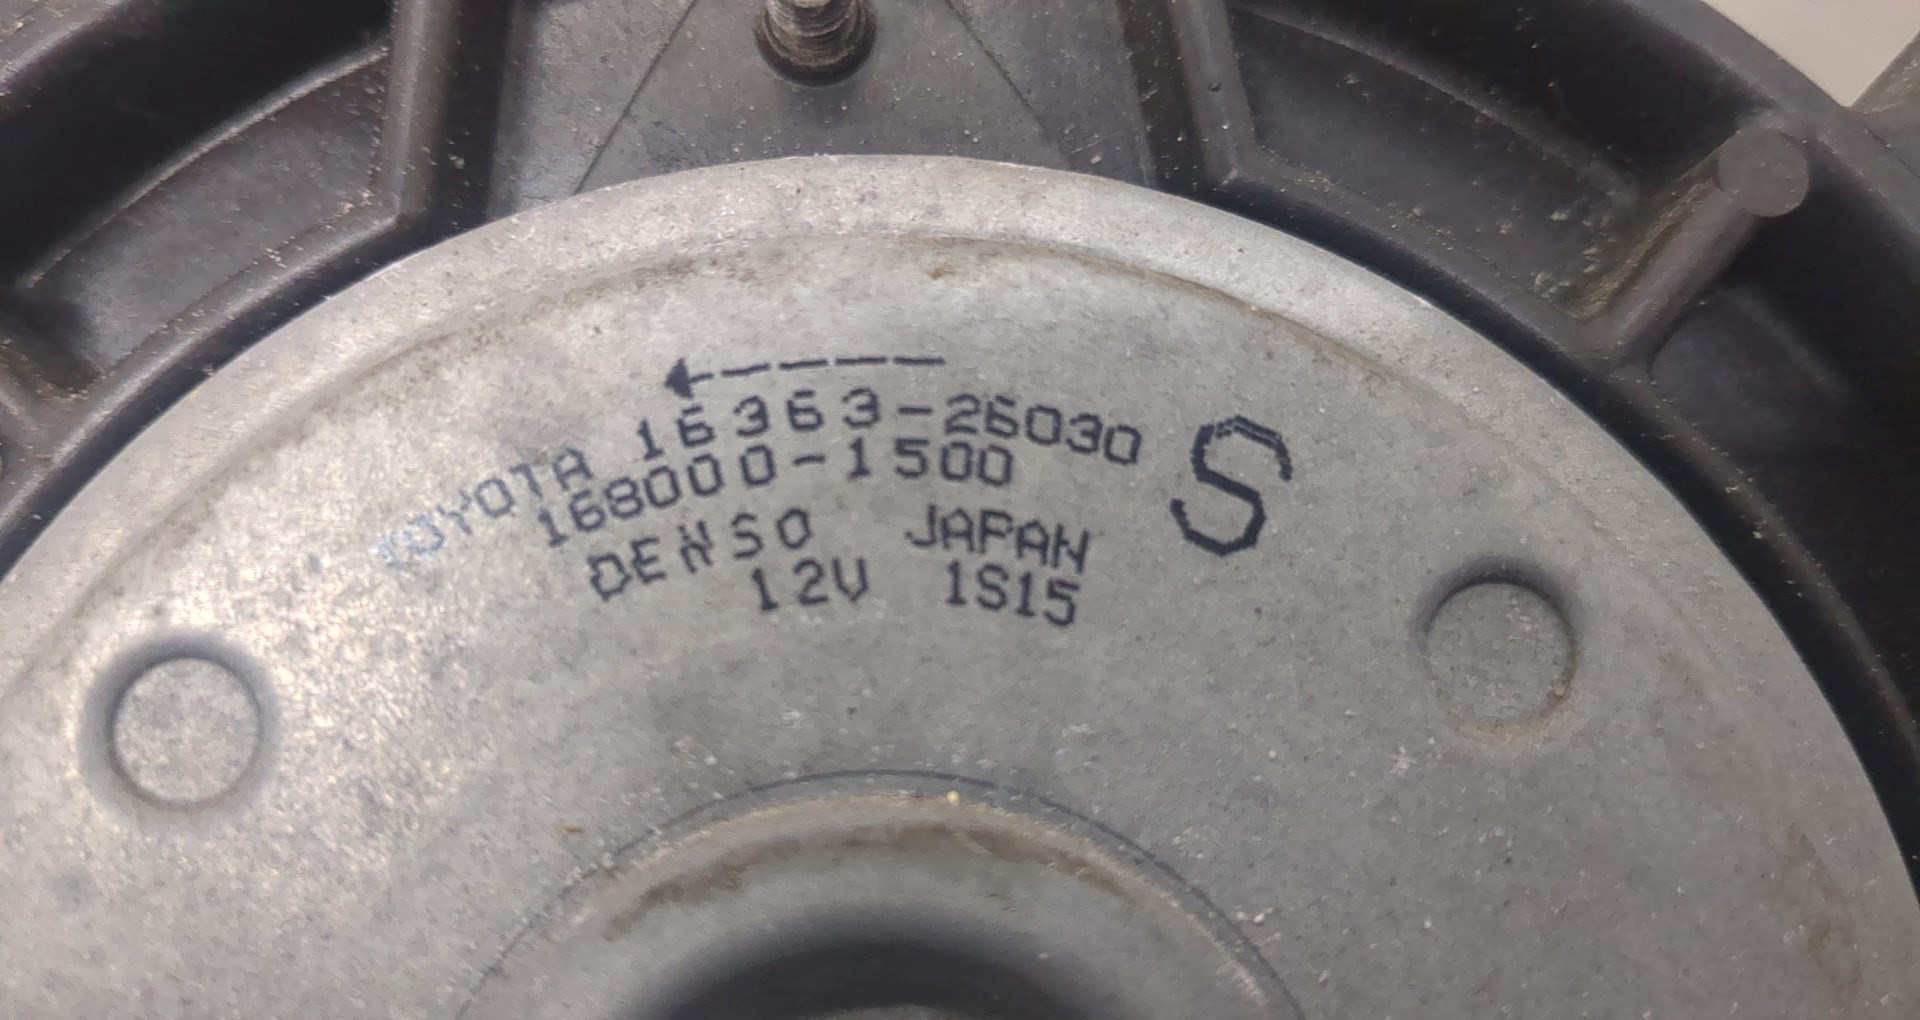 TOYOTA 16363-26030 S
168000-1500
DENSO JAPAN
12V 1S15